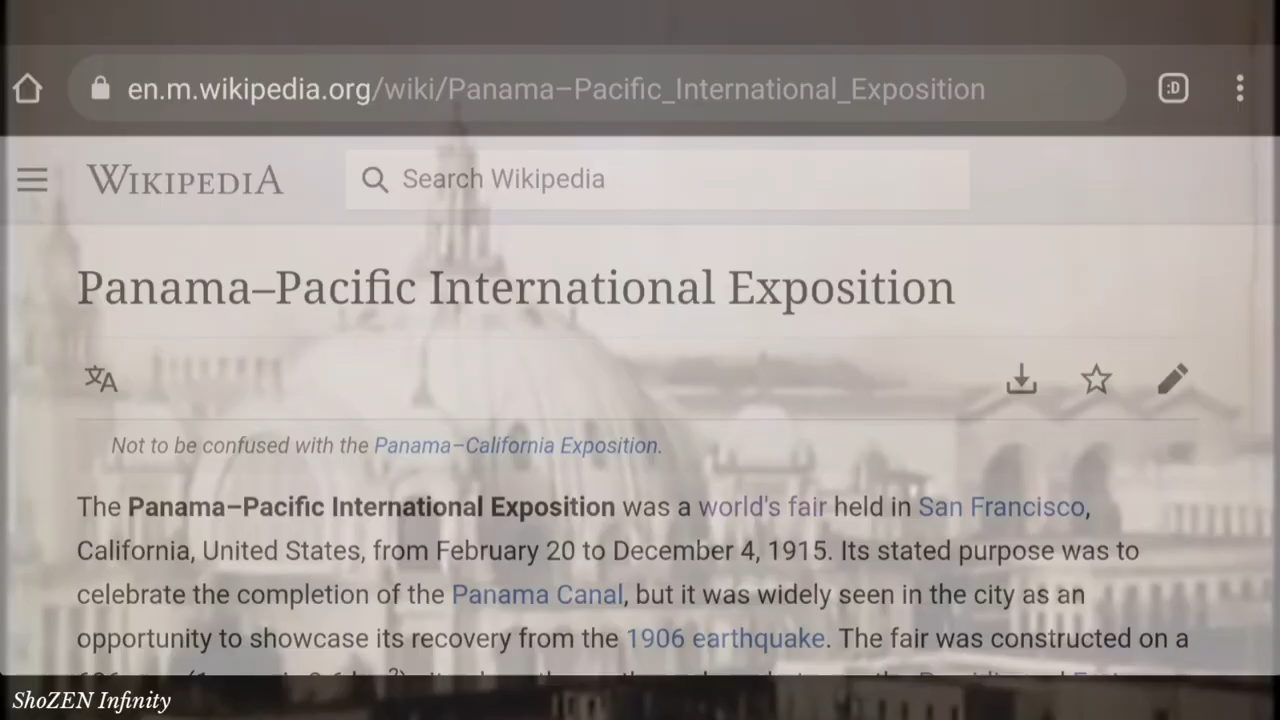 en.m.wikipedia.org/wiki/Panama–Pacific_International_Exposition
:D
WIKIPEDIA
Search Wikipedia
Panama–Pacific International Exposition
Not to be confused with the Panama–California Exposition.
The Panama–Pacific International Exposition was a world's fair held in San Francisco,
California, United States, from February 20 to December 4, 1915. Its stated purpose was to
celebrate the completion of the Panama Canal, but it was widely seen in the city as an
opportunity to showcase its recovery from the 1906 earthquake. The fair was constructed on a
ShoZEN Infinity